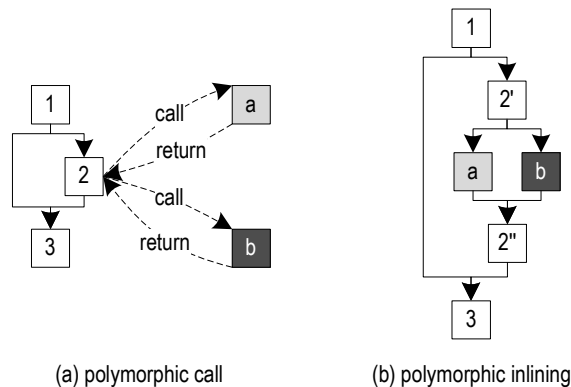 1
a
call
return
2
call
return
3
b
(a) polymorphic call
1
2'
a
b
2"
3
(b) polymorphic inlining